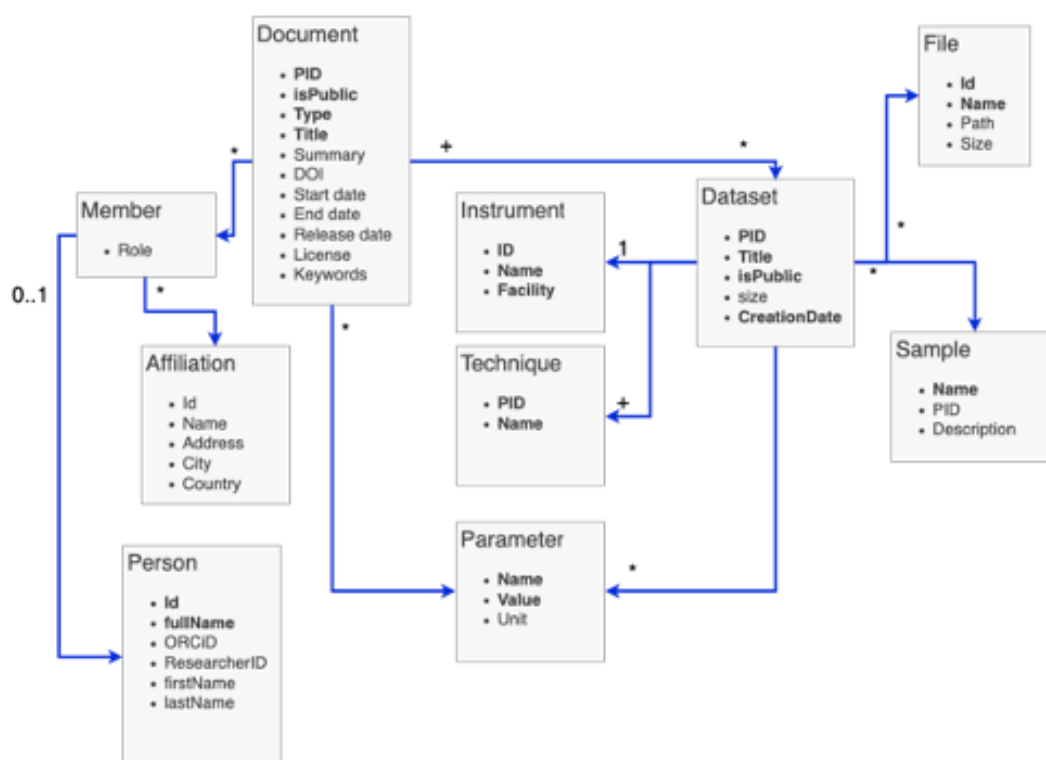 Document
PID
isPublic
Type
Title
Summary
DOI
Start date
End date
Release date
License
Keywords
*
+
*
*
File
Id
Name
Path
Size
*
*
Member
Role
0..1
*
Affiliation
Id
Name
Address
City
Country
Person
Id
fullName
ORCiD
ResearcherID
firstName
lastName
Instrument
ID
Name
Facility
1
Technique
PID
Name
+
Dataset
PID
Title
isPublic
size
CreationDate
Sample
Name
PID
Description
Parameter
Name
Value
Unit
*